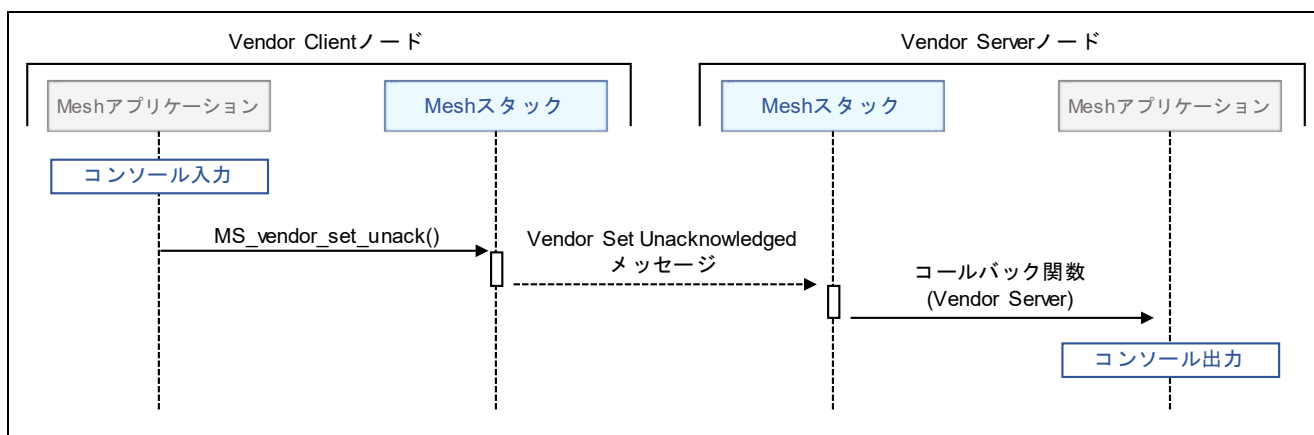 Vendor Clientノード
Vendor Serverノード
Meshアプリケーション
Meshスタック
Meshスタック
Meshアプリケーション
コンソール入力
MS_vendor_set_unack()
Vendor Set Unacknowledged
メッセージ
コールバック関数
(Vendor Server)
コンソール出力